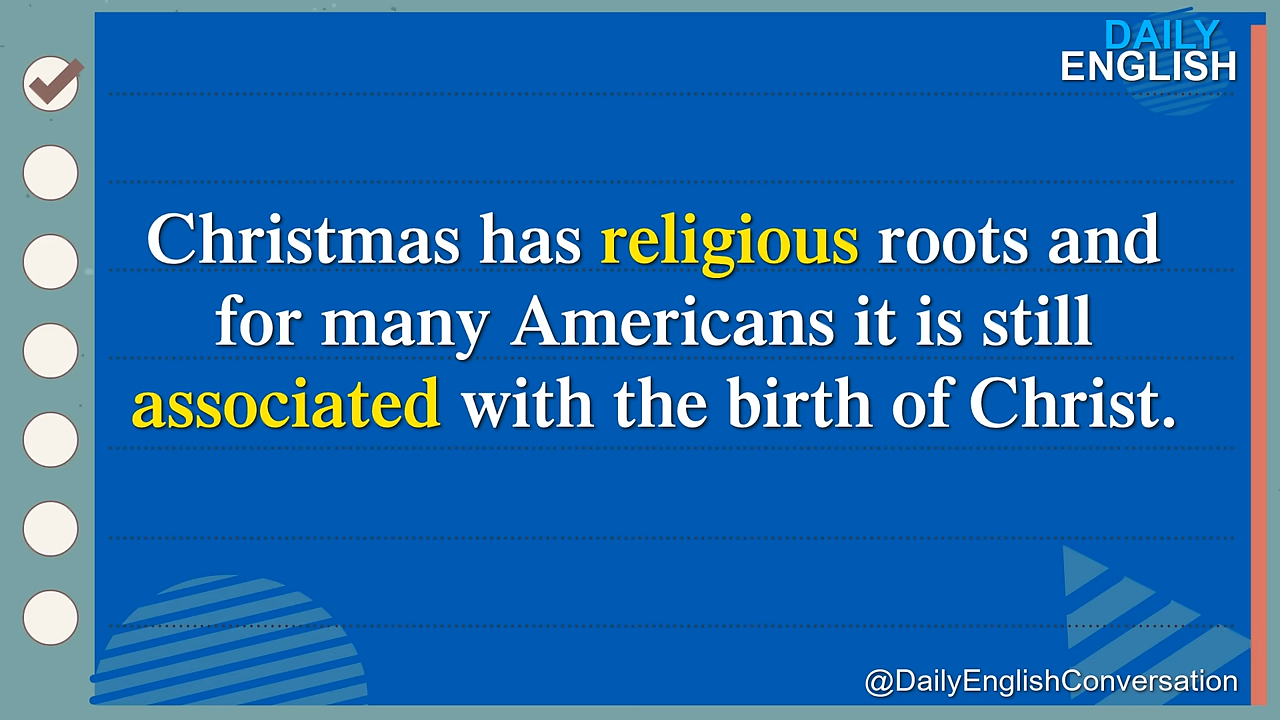 DAILY
ENGLISH
Christmas has religious roots and
for many Americans it is still
associated with the birth of Christ.
@DailyEnglishConversation